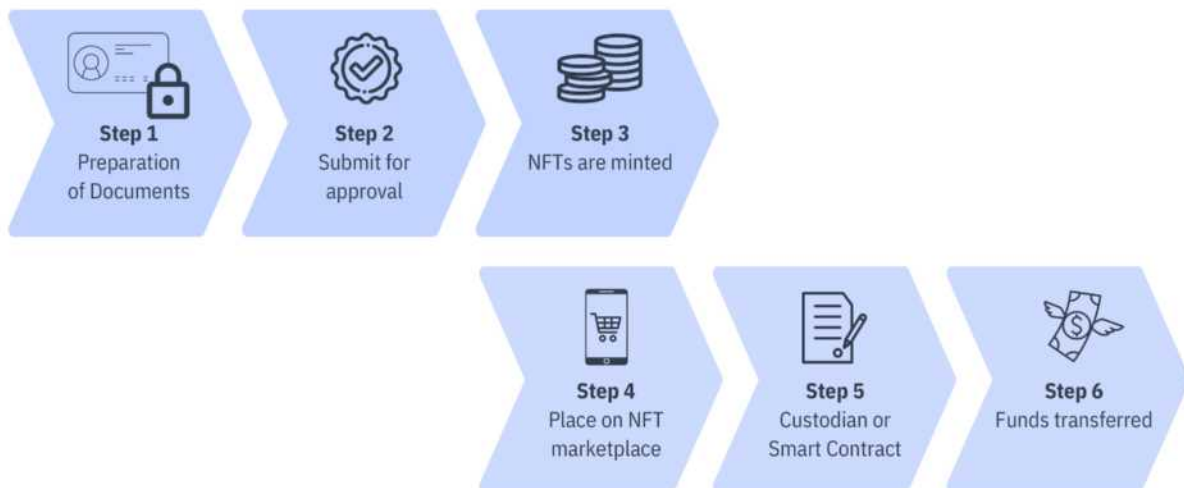 Step 1
Preparation
of Documents
Step 2
Submit for
approval
Step 3
NFTs are minted
Step 4
Place on NFT
marketplace
Step 5
Custodian or
Smart Contract
Step 6
Funds transferred